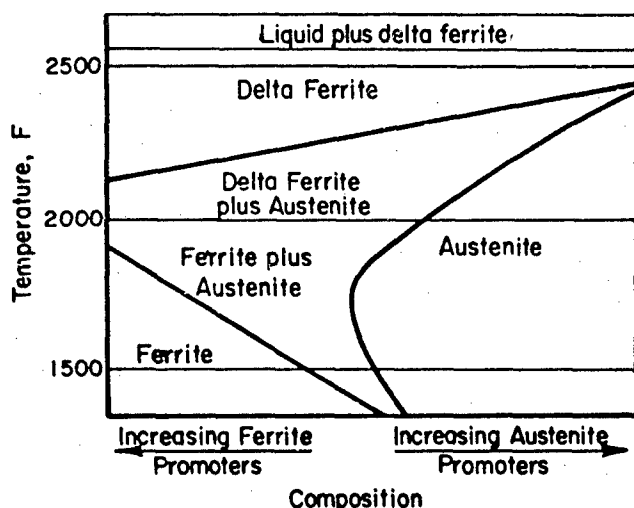 Liquid plus delta ferrite
2500
Delta Ferrite
Delta Ferrite
plus Austenite
2000
Austenite
Ferrite plus
Austenite
Temperature, F
Ferrite
1500
Increasing Ferrite
Promoters
Increasing Austenite
Promoters
Composition